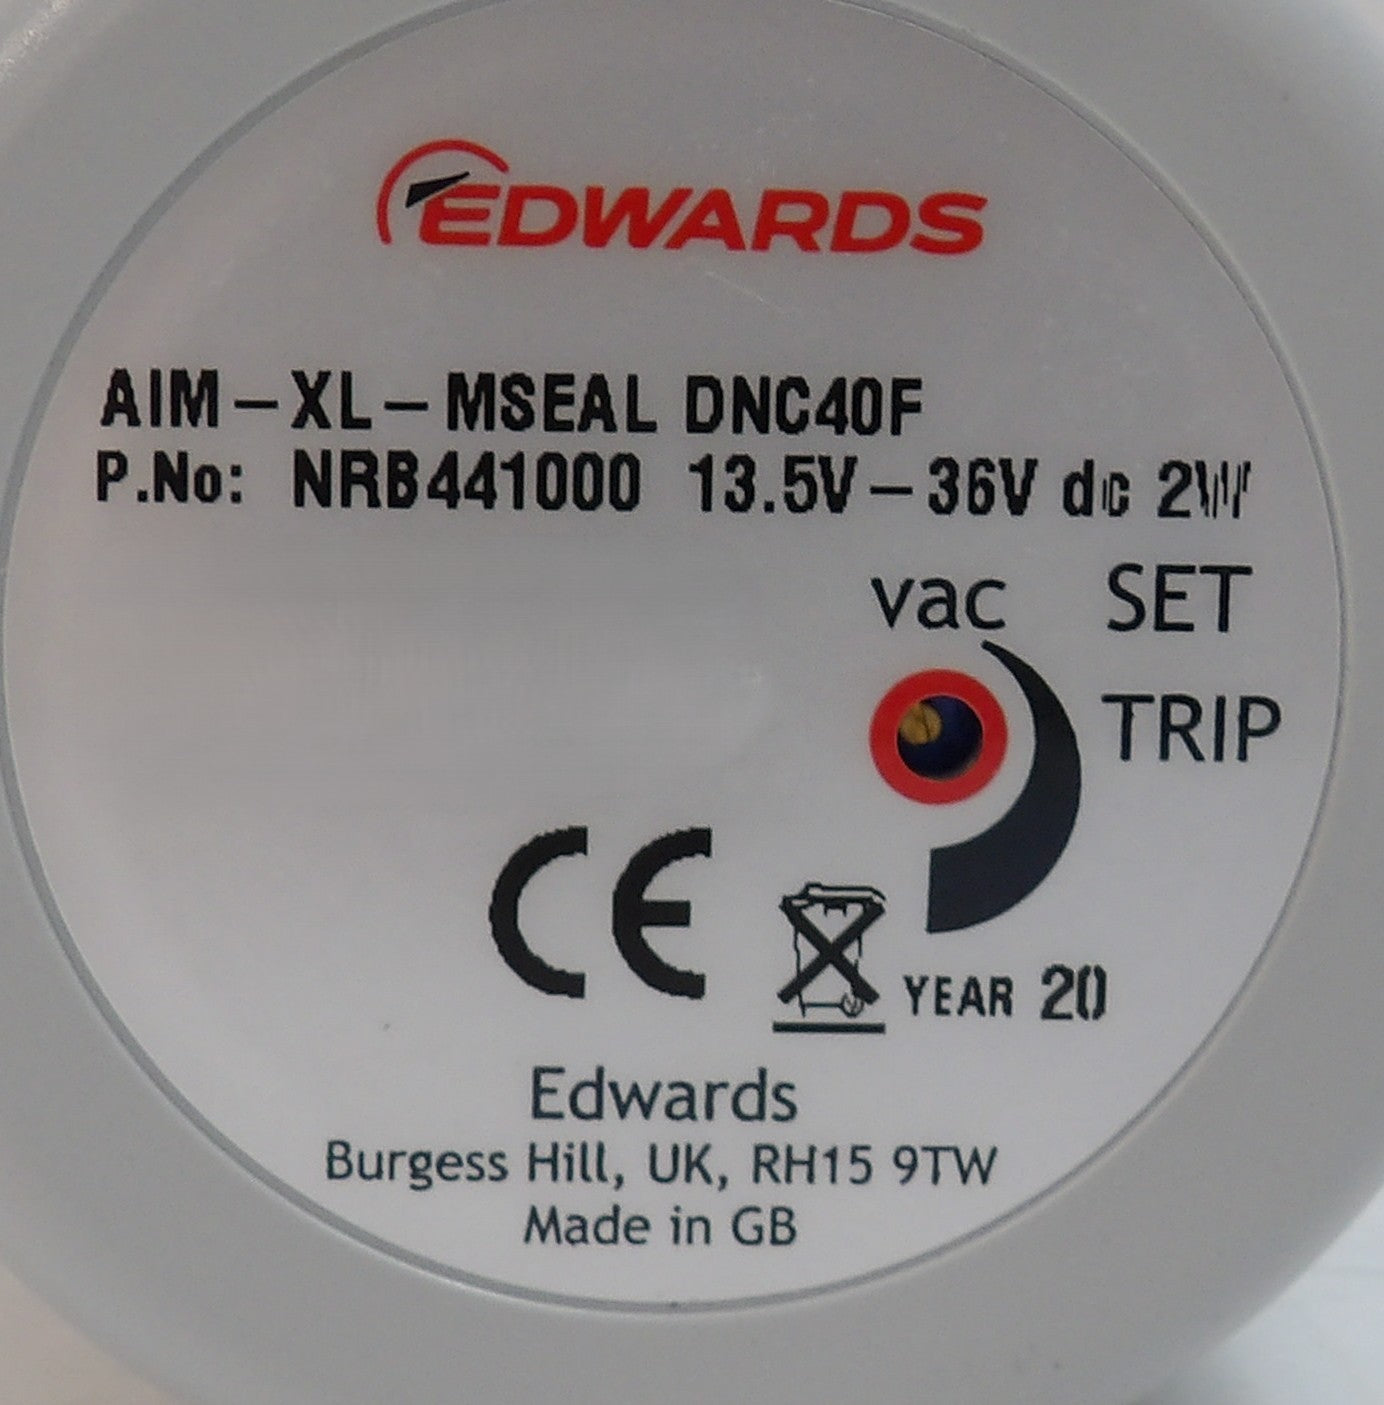 EDWARDS
AIM-XL-MSEAL DNC40F
P.No: NRB441000 13.5V-36V dc 2W
vac SET
TRIP
CE
YEAR 20
Edwards
Burgess Hill, UK, RH15 9TW
Made in GB